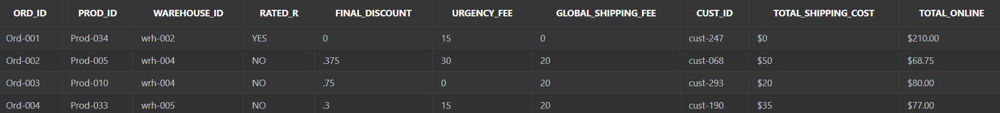 ORD_ID PROD_ID WAREHOUSE_ID RATED_R FINAL_DISCOUNT URGENCY_FEE GLOBAL_SHIPPING_FEE CUST_ID TOTAL_SHIPPING_COST TOTAL_ONLINE
Ord-001 Prod-034 wrh-002 YES 0 15 0 cust-247 $0 $210.00
Ord-002 Prod-005 wrh-004 NO .375 30 20 cust-068 $50 $68.75
Ord-003 Prod-010 wrh-004 NO .75 0 20 cust-293 $20 $80.00
Ord-004 Prod-033 wrh-005 NO .3 15 20 cust-190 $35 $77.00